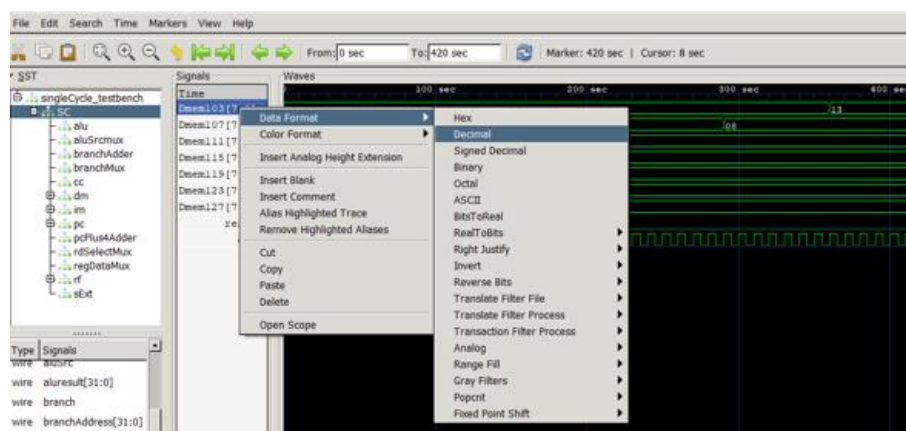 File Edit Search Time Markers View Help
From: 0 sec To: 420 sec Marker: 420 sec | Cursor: 8 sec
SST
singleCycle_testbench
SC
alu
aluSrcmux
branchAdder
branchMux
cc
dm
im
pc
pcPlus4Adder
rdSelectMux
regDataMux
rf
sExt
Type Signals
wire aluSrc
wire aluresult[31:0]
wire branch
wire branchAddress[31:0]
Signals
Time
Dmem103[7
Dmem107[7
Dmem111[7
Dmem115[7
Dmem119[7
Dmem123[7
Dmem127[7
Data Format
Color Format
Insert Analog Height Extension
Insert Blank
Insert Comment
Alias Highlighted Trace
Remove Highlighted Aliases
Cut
Copy
Paste
Delete
Open Scope
Hex
Decimal
Signed Decimal
Binary
Octal
ASCII
BitsToReal
RealToBits
Right Justify
Invert
Reverse Bits
Translate Filter File
Translate Filter Process
Transaction Filter Process
Analog
Range Fill
Gray Filters
Popcnt
Fixed Point Shift
Waves
100 sec 200 sec 300 sec 400 se
13
08